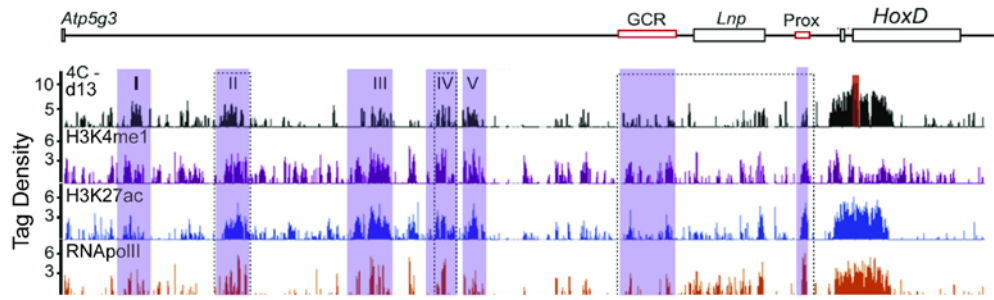 Atp5g3 GCR Lnp Prox HoxD
4C - I II III IV V
d13
10
5
H3K4me1
6
3
H3K27ac
6
3
RNApolII
6
3
Tag Density